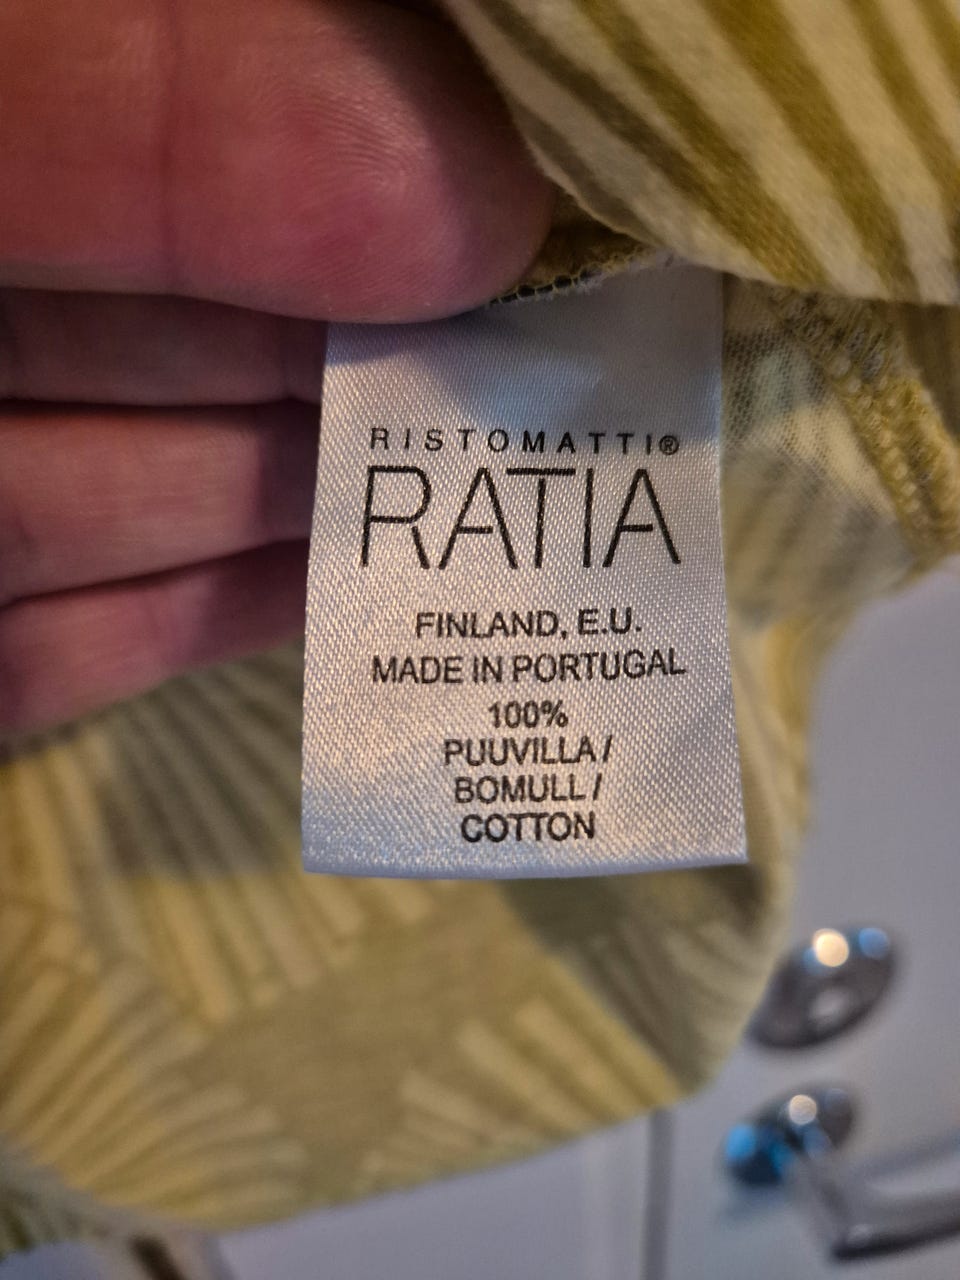 RISTOMATTI®
RATIA
FINLAND, E.U.
MADE IN PORTUGAL
100%
PUUVILLA /
BOMULL /
COTTON